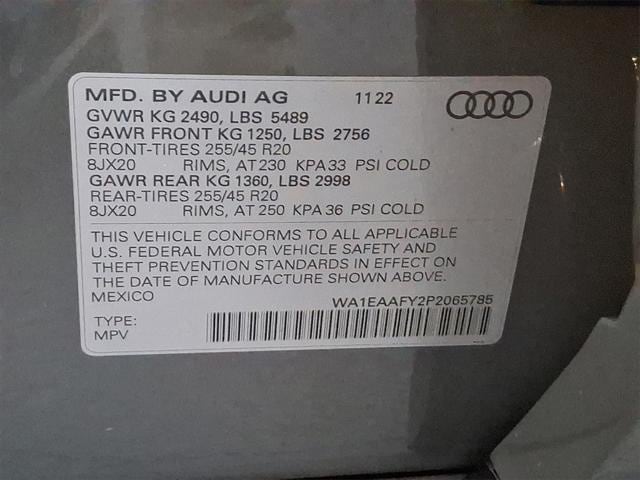 MFD. BY AUDI AG 11 22
GVWR KG 2490, LBS 5489
GAWR FRONT KG 1250, LBS 2756
FRONT-TIRES 255/45 R20
8JX20 RIMS, AT 230 KPA 33 PSI COLD
GAWR REAR KG 1360, LBS 2998
REAR-TIRES 255/45 R20
8JX20 RIMS, AT 250 KPA 36 PSI COLD
THIS VEHICLE CONFORMS TO ALL APPLICABLE
U.S. FEDERAL MOTOR VEHICLE SAFETY AND
THEFT PREVENTION STANDARDS IN EFFECT ON
THE DATE OF MANUFACTURE SHOWN ABOVE.
MEXICO WA1EAAFY2P2065785
TYPE:
MPV